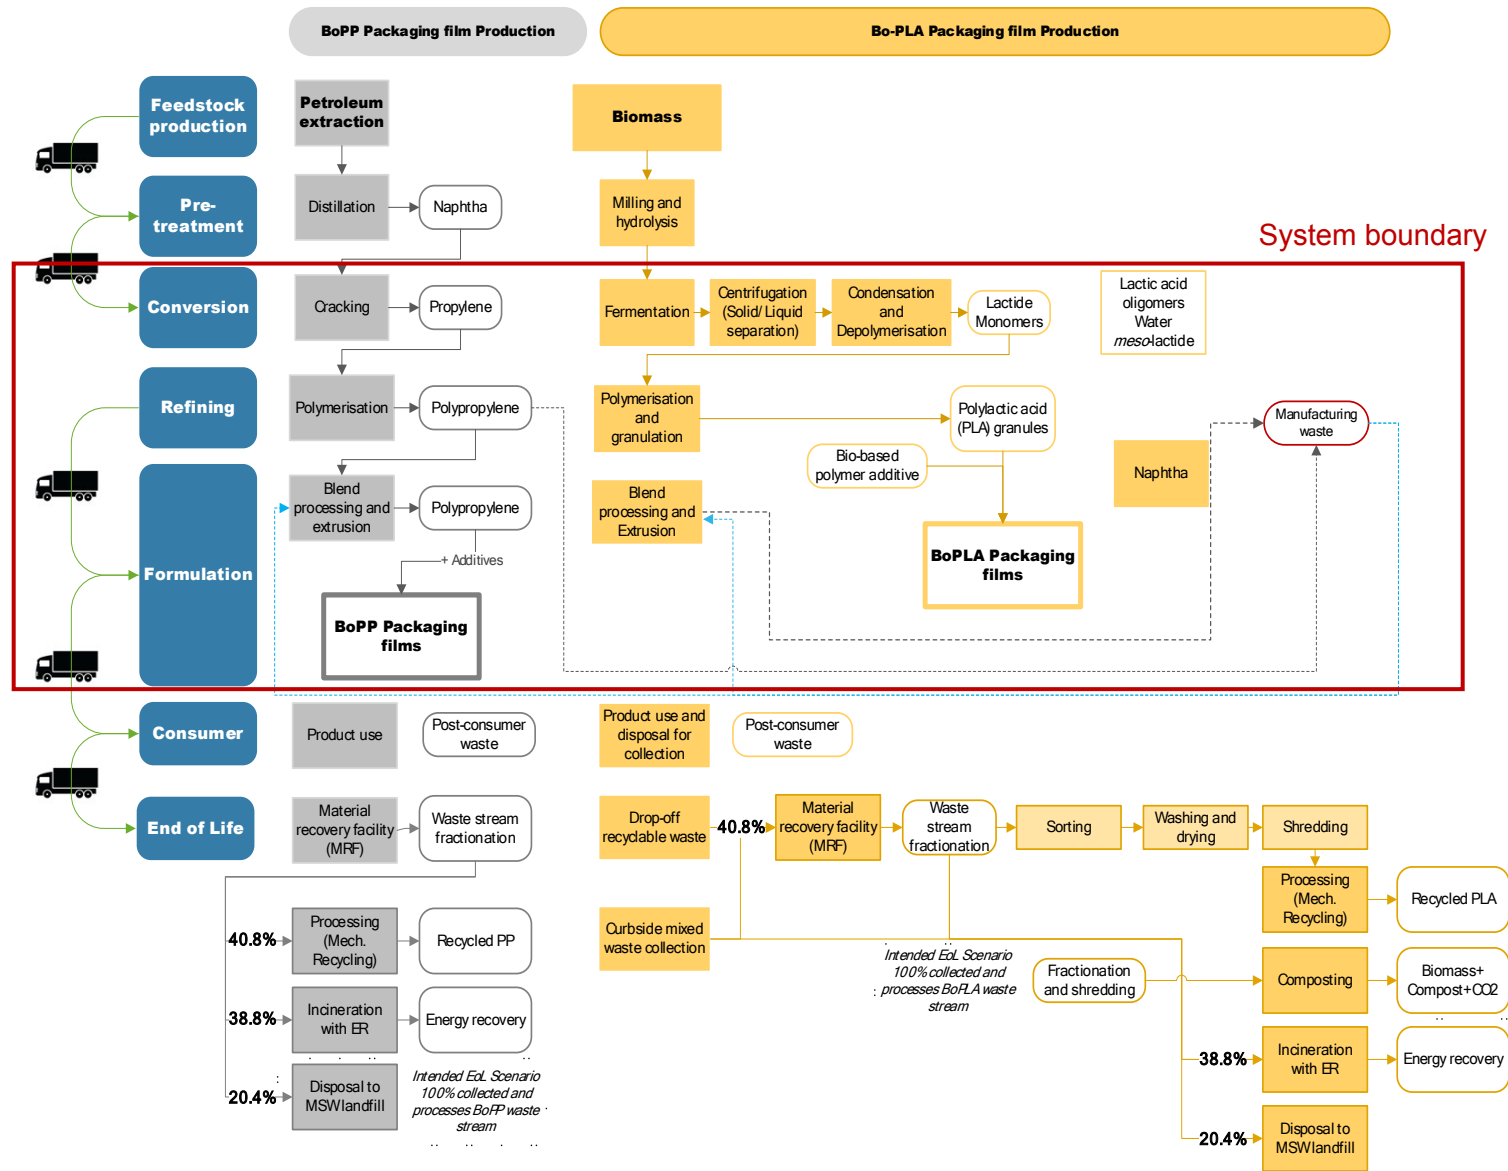 BoPP Packaging film Production
Bo-PLA Packaging film Production
Feedstock
production
Petroleum
extraction
Biomass
Pre-
treatment
Distillation
Naphtha
Milling and
hydrolysis
System boundary
Conversion
Cracking
Propylene
Fermentation
Centrifugation
(Solid/ Liquid
separation)
Condensation
and
Depolymerisation
Lactide
Monomers
Lactic acid
oligomers
Water
meso-lactide
Refining
Polymerisation
Polypropylene
Polymerisation
and
granulation
Polylactic acid
(PLA) granules
Manufacturing
waste
Bio-based
polymer additive
Naphtha
Formulation
Blend
processing and
extrusion
Polypropylene
Blend
processing and
Extrusion
+ Additives
BoPLA Packaging
films
BoPP Packaging
films
Consumer
Product use
Post-consumer
waste
Product use and
disposal for
collection
Post-consumer
waste
End of Life
Material
recovery facility
(MRF)
Waste stream
fractionation
Drop-off
recyclable waste
40.8%
Material
recovery facility
(MRF)
Waste
stream
fractionation
Sorting
Washing and
drying
Shredding
Processing
(Mech.
Recycling)
Recycled PLA
40.8%
Processing
(Mech.
Recycling)
Recycled PP
Curbside mixed
waste collection
Intended EoL Scenario
100% collected and
processes BoPLA waste
stream
Fractionation
and shredding
Composting
Biomass+
Compost+CO2
38.8%
Incineration
with ER
Energy recovery
38.8%
Incineration
with ER
Energy recovery
20.4%
Disposal to
MSW landfill
Intended EoL Scenario
100% collected and
processes BoPP waste
stream
20.4%
Disposal to
MSW landfill